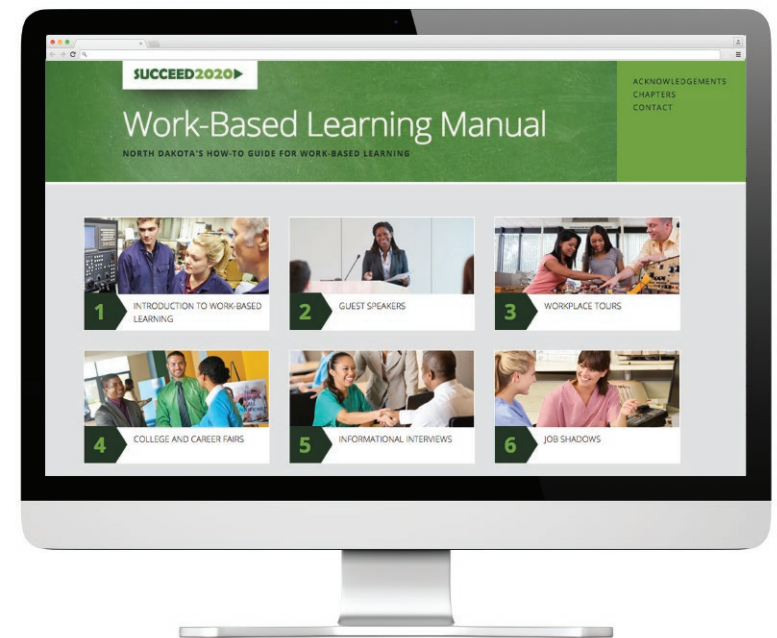 SUCCEED2020
ACKNOWLEDGEMENTS
CHAPTERS
CONTACT
Work-Based Learning Manual
NORTH DAKOTA'S HOW-TO GUIDE FOR WORK-BASED LEARNING
1
INTRODUCTION TO WORK-BASED
LEARNING
2
GUEST SPEAKERS
3
WORKPLACE TOURS
4
COLLEGE AND CAREER FAIRS
5
INFORMATIONAL INTERVIEWS
6
JOB SHADOWS